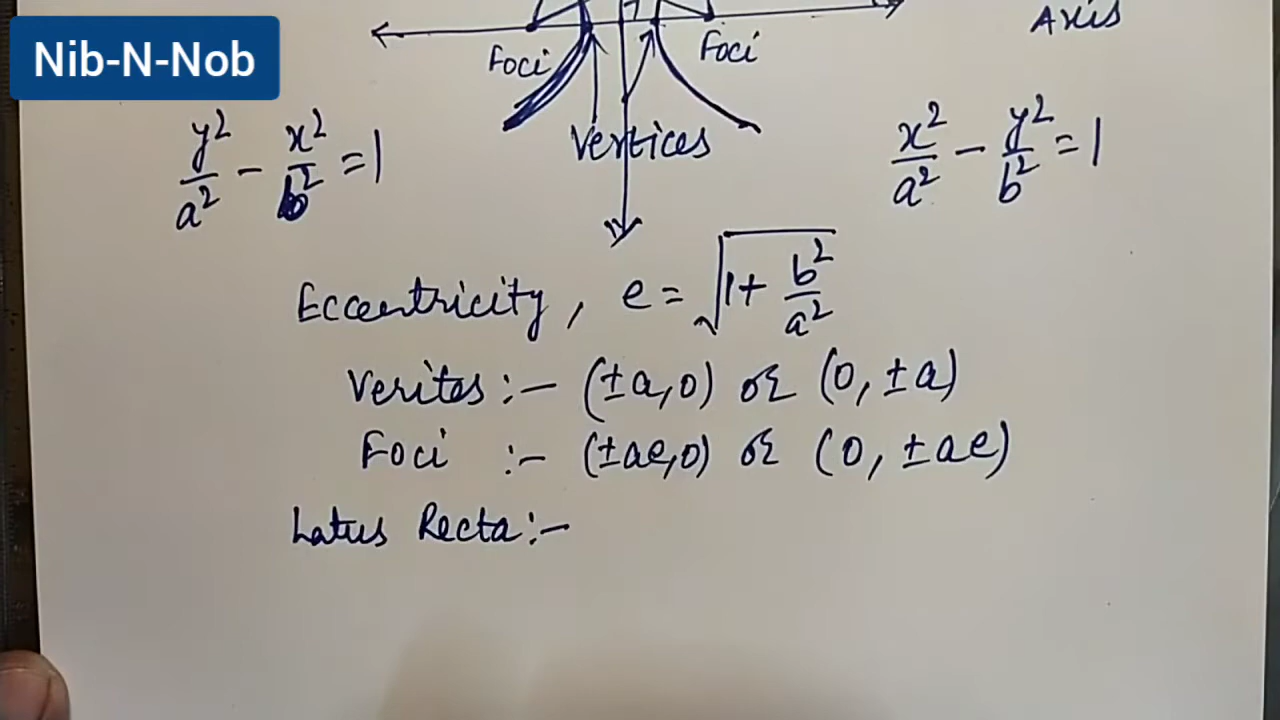 Nib-N-Nob
Axis
Foci Foci
Vertices
y²/a² - x²/b² = 1
x²/a² - y²/b² = 1
Eccentricity, e = √(1 + b²/a²)
Verites :- (±a,0) or (0, ±a)
Foci :- (±ae,0) or (0, ±ae)
Latus Recta :-